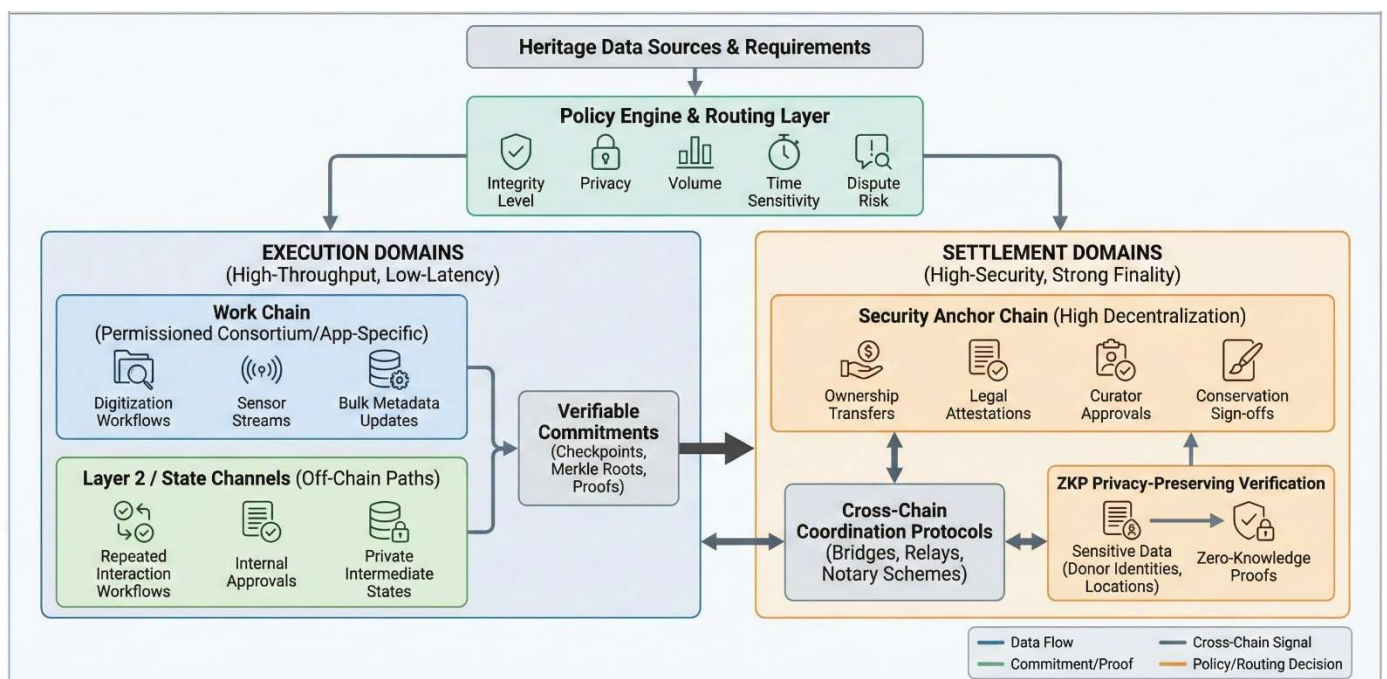 Heritage Data Sources & Requirements
Policy Engine & Routing Layer
Integrity
Level
Privacy
Volume
Time
Sensitivity
Dispute
Risk
EXECUTION DOMAINS
(High-Throughput, Low-Latency)
Work Chain
(Permissioned Consortium/App-Specific)
Digitization
Workflows
Sensor
Streams
Bulk Metadata
Updates
Layer 2 / State Channels (Off-Chain Paths)
Repeated
Interaction
Workflows
Internal
Approvals
Private
Intermediate
States
Verifiable
Commitments
(Checkpoints,
Merkle Roots,
Proofs)
SETTLEMENT DOMAINS
(High-Security, Strong Finality)
Security Anchor Chain (High Decentralization)
Ownership
Transfers
Legal
Attestations
Curator
Approvals
Conservation
Sign-offs
Cross-Chain
Coordination Protocols
(Bridges, Relays,
Notary Schemes)
ZKP Privacy-Preserving Verification
Sensitive Data
(Donor Identities,
Locations)
Zero-Knowledge
Proofs
Data Flow
Cross-Chain Signal
Commitment/Proof
Policy/Routing Decision